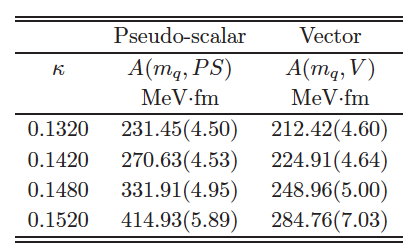 Pseudo-scalar Vector
κ A(m_q, PS) A(m_q, V)
MeV·fm MeV·fm
0.1320 231.45(4.50) 212.42(4.60)
0.1420 270.63(4.53) 224.91(4.64)
0.1480 331.91(4.95) 248.96(5.00)
0.1520 414.93(5.89) 284.76(7.03)